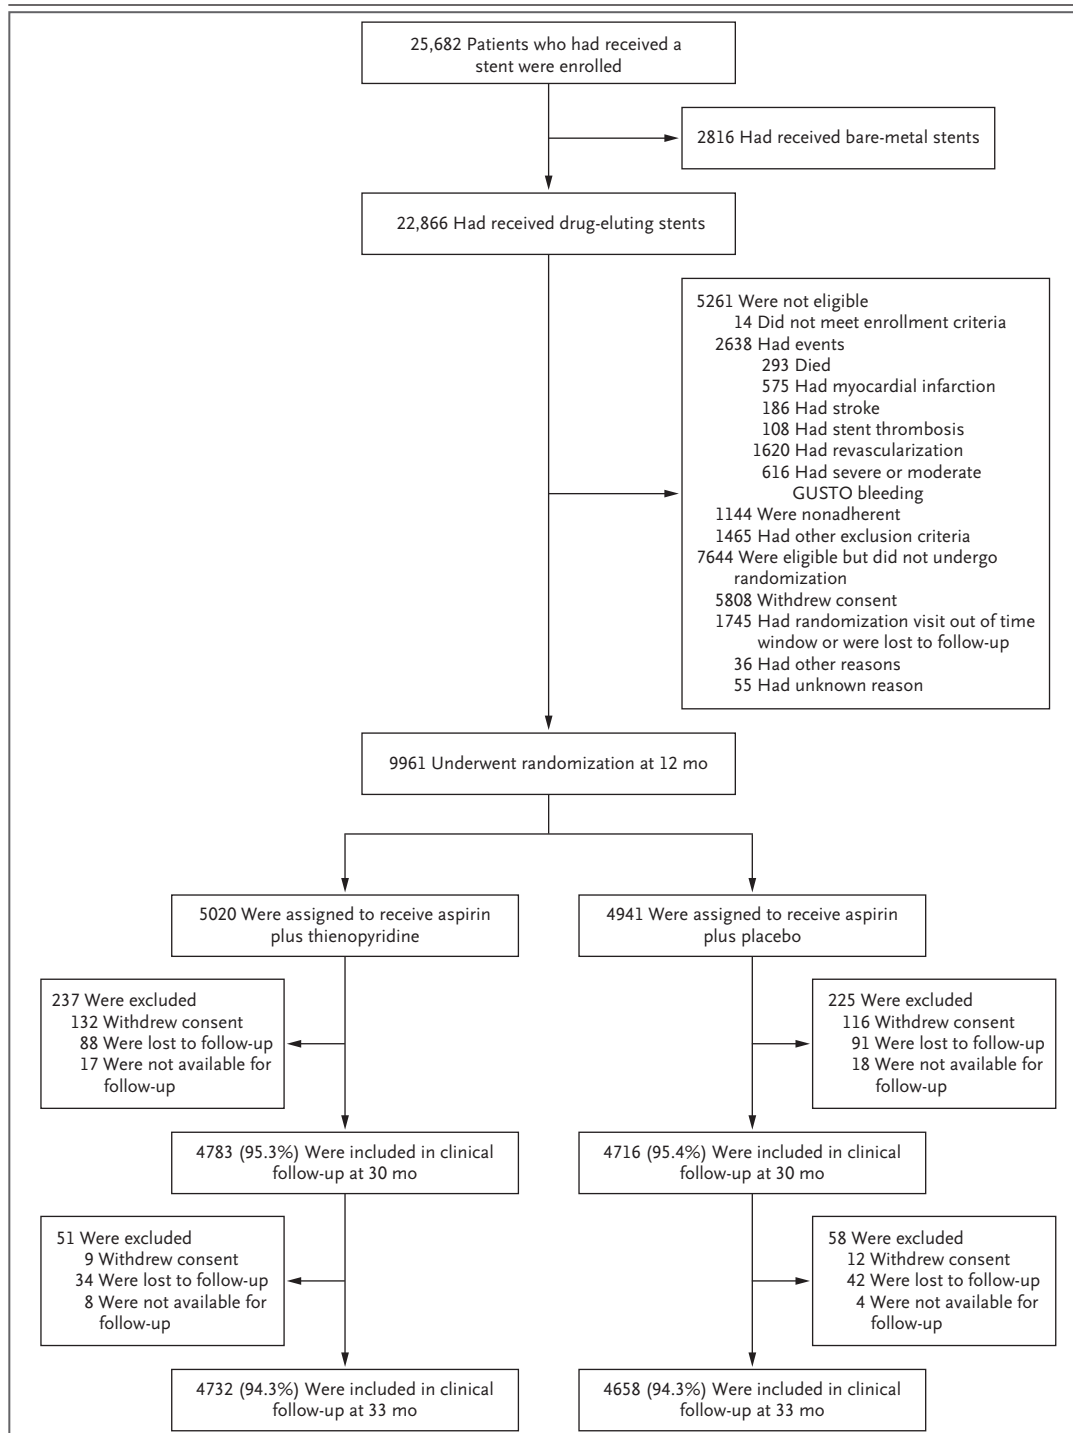 25,682 Patients who had received a
stent were enrolled
2816 Had received bare-metal stents
22,866 Had received drug-eluting stents
5261 Were not eligible
14 Did not meet enrollment criteria
2638 Had events
293 Died
575 Had myocardial infarction
186 Had stroke
108 Had stent thrombosis
1620 Had revascularization
616 Had severe or moderate
GUSTO bleeding
1144 Were nonadherent
1465 Had other exclusion criteria
7644 Were eligible but did not undergo
randomization
5808 Withdrew consent
1745 Had randomization visit out of time
window or were lost to follow-up
36 Had other reasons
55 Had unknown reason
9961 Underwent randomization at 12 mo
5020 Were assigned to receive aspirin
plus thienopyridine
4941 Were assigned to receive aspirin
plus placebo
237 Were excluded
132 Withdrew consent
88 Were lost to follow-up
17 Were not available for
follow-up
225 Were excluded
116 Withdrew consent
91 Were lost to follow-up
18 Were not available for
follow-up
4783 (95.3%) Were included in clinical
follow-up at 30 mo
4716 (95.4%) Were included in clinical
follow-up at 30 mo
51 Were excluded
9 Withdrew consent
34 Were lost to follow-up
8 Were not available for
follow-up
58 Were excluded
12 Withdrew consent
42 Were lost to follow-up
4 Were not available for
follow-up
4732 (94.3%) Were included in clinical
follow-up at 33 mo
4658 (94.3%) Were included in clinical
follow-up at 33 mo